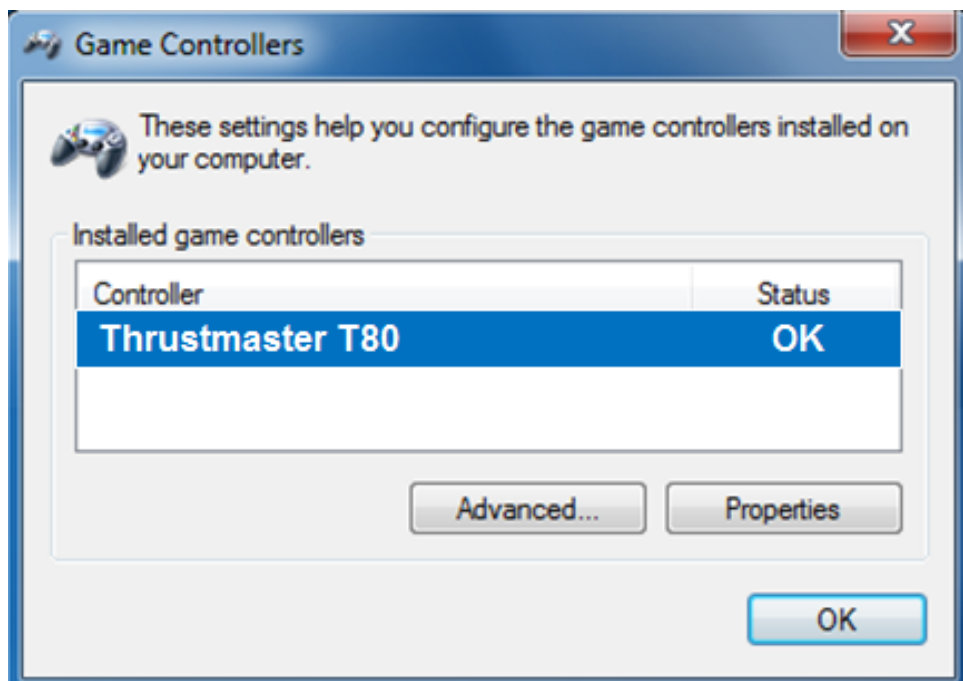 Game Controllers
These settings help you configure the game controllers installed on
your computer.
Installed game controllers
Controller Status
Thrustmaster T80 OK
Advanced... Properties
OK